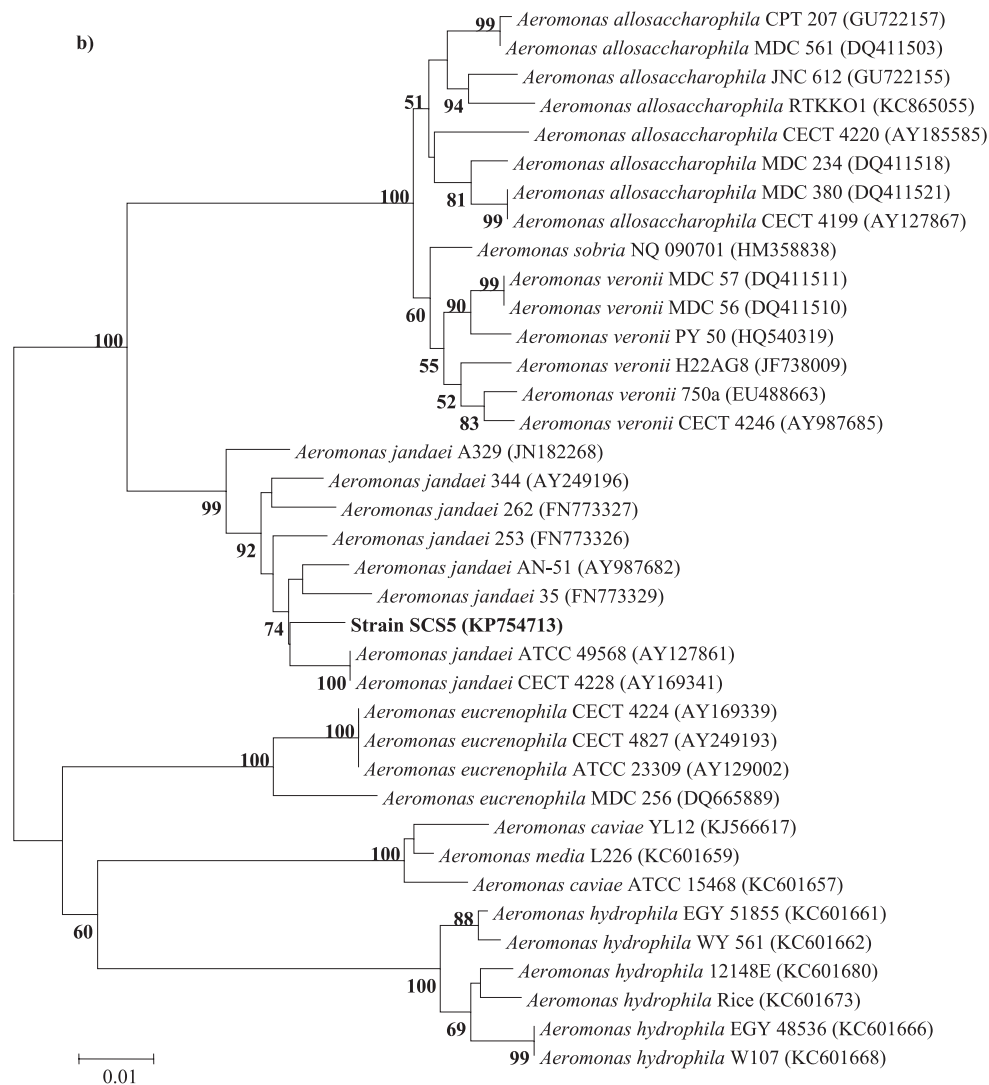 b)
99
Aeromonas allosaccharophila CPT 207 (GU722157)
Aeromonas allosaccharophila MDC 561 (DQ411503)
Aeromonas allosaccharophila JNC 612 (GU722155)
51
94
Aeromonas allosaccharophila RTKKO1 (KC865055)
Aeromonas allosaccharophila CECT 4220 (AY185585)
Aeromonas allosaccharophila MDC 234 (DQ411518)
100
81
Aeromonas allosaccharophila MDC 380 (DQ411521)
99
Aeromonas allosaccharophila CECT 4199 (AY127867)
Aeromonas sobria NQ 090701 (HM358838)
99
Aeromonas veronii MDC 57 (DQ411511)
90
Aeromonas veronii MDC 56 (DQ411510)
60
Aeromonas veronii PY 50 (HQ540319)
100
55
Aeromonas veronii H22AG8 (JF738009)
52
Aeromonas veronii 750a (EU488663)
83
Aeromonas veronii CECT 4246 (AY987685)
Aeromonas jandaei A329 (JN182268)
Aeromonas jandaei 344 (AY249196)
99
Aeromonas jandaei 262 (FN773327)
92
Aeromonas jandaei 253 (FN773326)
Aeromonas jandaei AN-51 (AY987682)
Aeromonas jandaei 35 (FN773329)
74
Strain SCS5 (KP754713)
Aeromonas jandaei ATCC 49568 (AY127861)
100
Aeromonas jandaei CECT 4228 (AY169341)
Aeromonas eucrenophila CECT 4224 (AY169339)
100
Aeromonas eucrenophila CECT 4827 (AY249193)
100
Aeromonas eucrenophila ATCC 23309 (AY129002)
Aeromonas eucrenophila MDC 256 (DQ665889)
Aeromonas caviae YL12 (KJ566617)
100
Aeromonas media L226 (KC601659)
Aeromonas caviae ATCC 15468 (KC601657)
88
Aeromonas hydrophila EGY 51855 (KC601661)
60
Aeromonas hydrophila WY 561 (KC601662)
100
Aeromonas hydrophila 12148E (KC601680)
Aeromonas hydrophila Rice (KC601673)
69
Aeromonas hydrophila EGY 48536 (KC601666)
99
Aeromonas hydrophila W107 (KC601668)
0.01